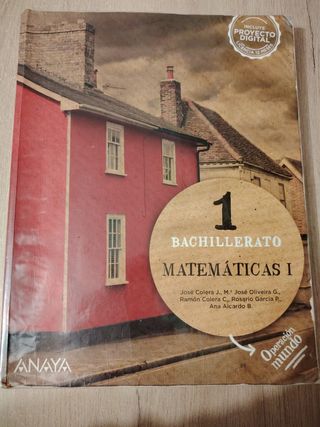 INCLUYE
PROYECTO
DIGITAL
1
BACHILLERATO
MATEMÁTICAS I
José Colera J., M.ª José Oliveira G.,
Ramón Colera C., Rosario García P.,
Ana Aicardo B.
Operación
mundo
ANAYA